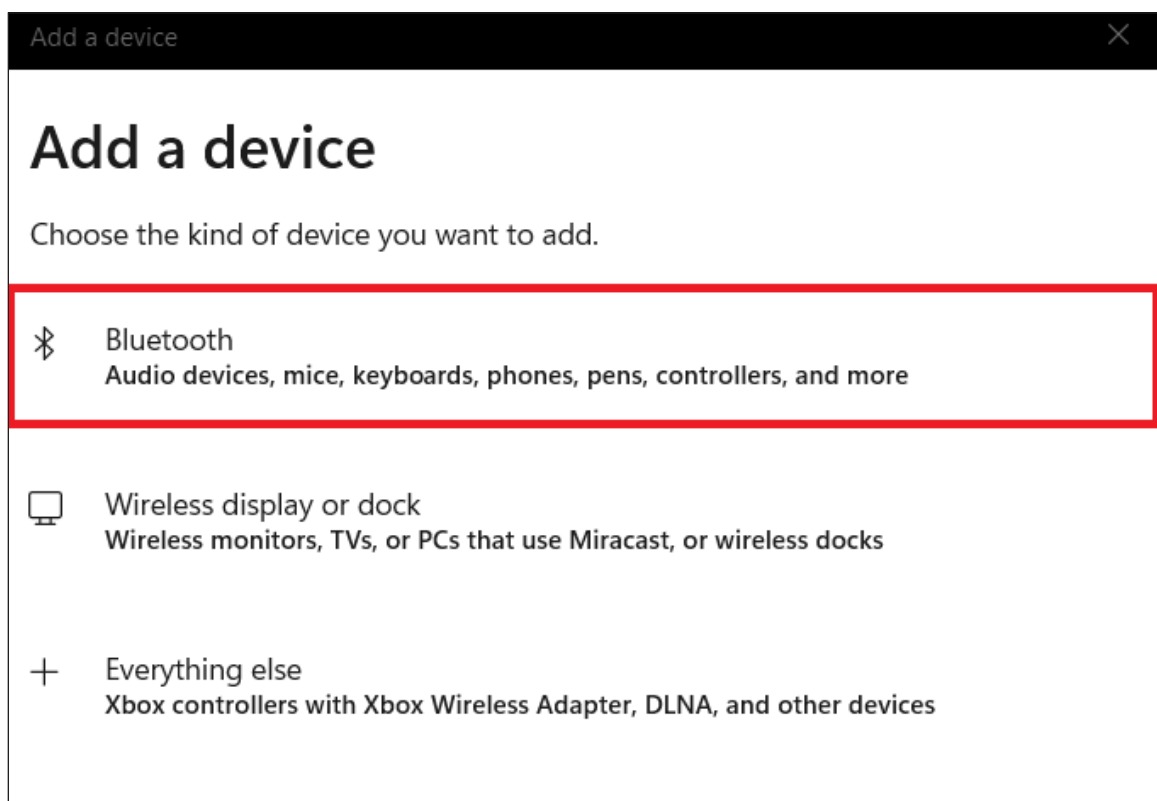 Add a device
Add a device
Choose the kind of device you want to add.
Bluetooth
Audio devices, mice, keyboards, phones, pens, controllers, and more
Wireless display or dock
Wireless monitors, TVs, or PCs that use Miracast, or wireless docks
Everything else
Xbox controllers with Xbox Wireless Adapter, DLNA, and other devices